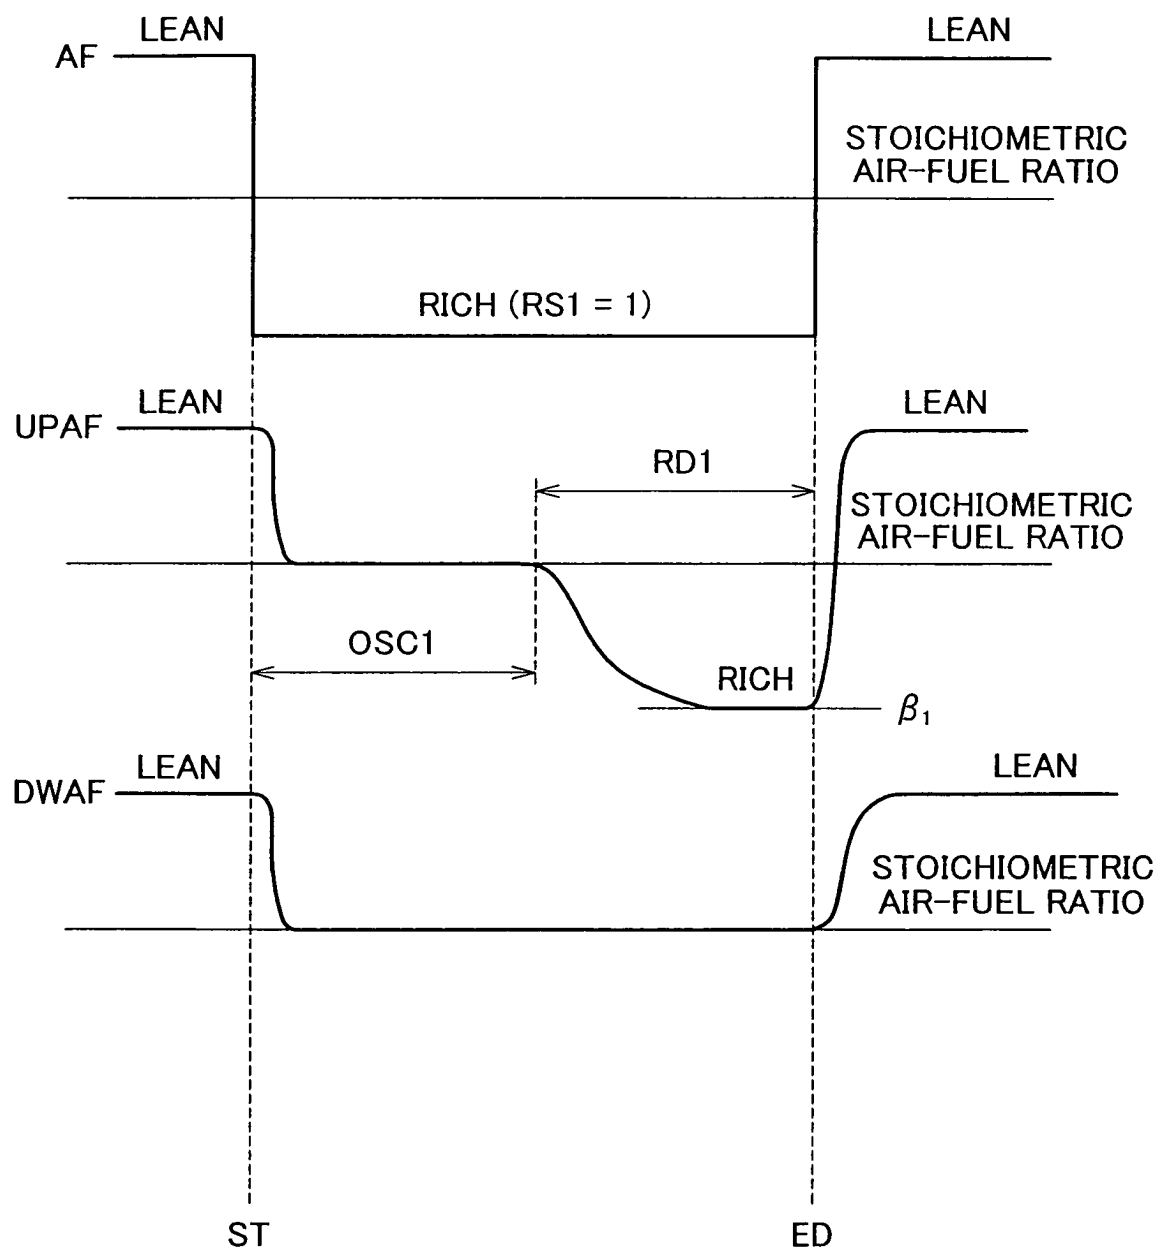 LEAN
LEAN
AF
STOICHIOMETRIC
AIR-FUEL RATIO
RICH (RS1 = 1)
LEAN
LEAN
UPAF
RD1
STOICHIOMETRIC
AIR-FUEL RATIO
OSC1
RICH
β₁
LEAN
LEAN
DWAF
STOICHIOMETRIC
AIR-FUEL RATIO
ST
ED